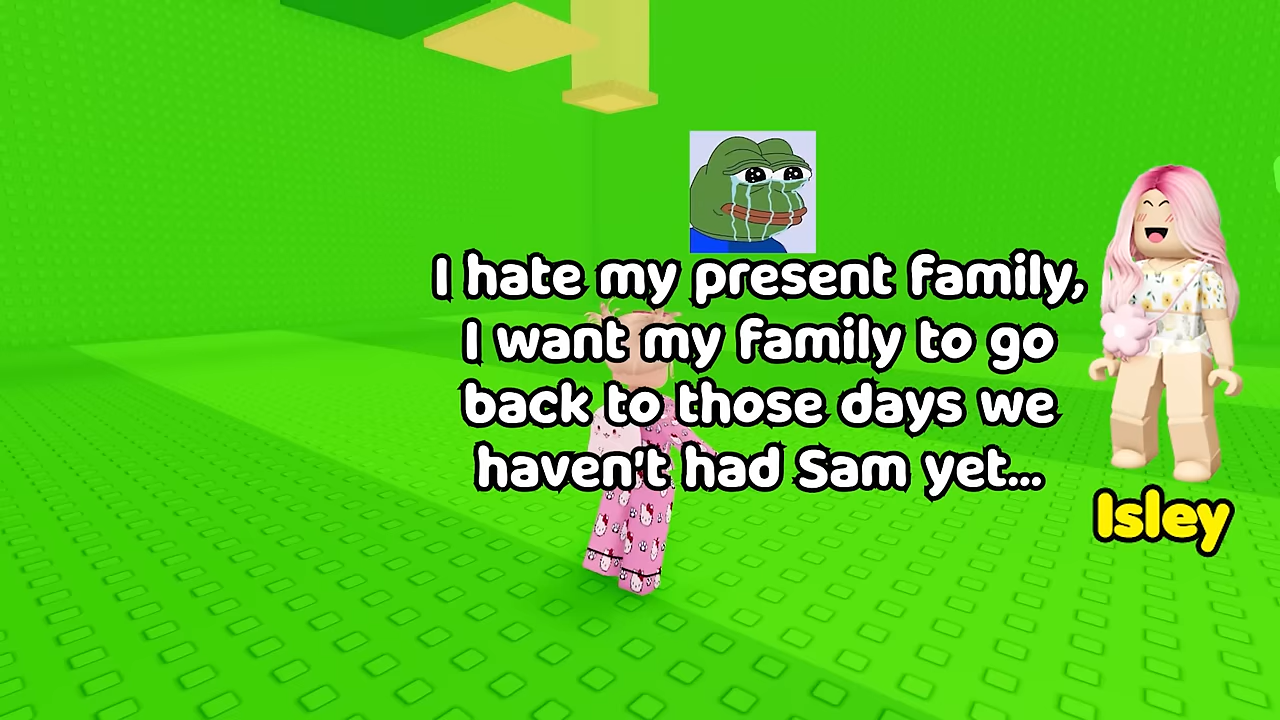 I hate my present family,
I want my family to go
back to those days we
haven't had Sam yet...
Isley